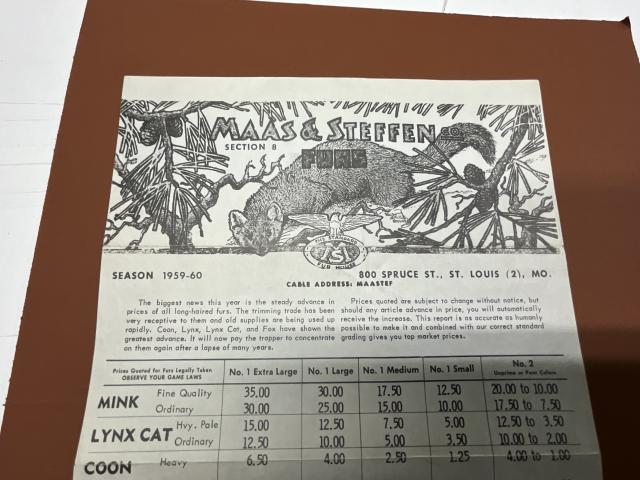 MAAS & STEFFEN
SECTION 8
FURS
SEASON 1959-60
800 SPRUCE ST., ST. LOUIS (2), MO.
CABLE ADDRESS: MAASTEF
The biggest news this year is the steady advance in
prices of all long-haired furs. The trimming trade has been
very receptive to them and old supplies are being used up
rapidly. Coon, Lynx, Lynx Cat, and Fox have shown the
greatest advance. It will now pay the trapper to concentrate
on them again after a lapse of many years.
Prices quoted are subject to change without notice, but
should any article advance in price, you will automatically
receive the increase. This report is as accurate as humanly
possible to make it and combined with our correct standard
grading gives you top market prices.
Prices Quoted for Furs Legally Taken
OBSERVE YOUR GAME LAWS
No. 1 Extra Large No. 1 Large No. 1 Medium No. 1 Small No. 2
Unprime or Poor Colors
MINK Fine Quality 35.00 30.00 17.50 12.50 20.00 to 10.00
Ordinary 30.00 25.00 15.00 10.00 17.50 to 7.50
LYNX CAT Hvy. Pale 15.00 12.50 7.50 5.00 12.50 to 3.50
Ordinary 12.50 10.00 5.00 3.50 10.00 to 2.00
COON Heavy 6.50 4.00 2.50 1.25 4.00 to 1.00